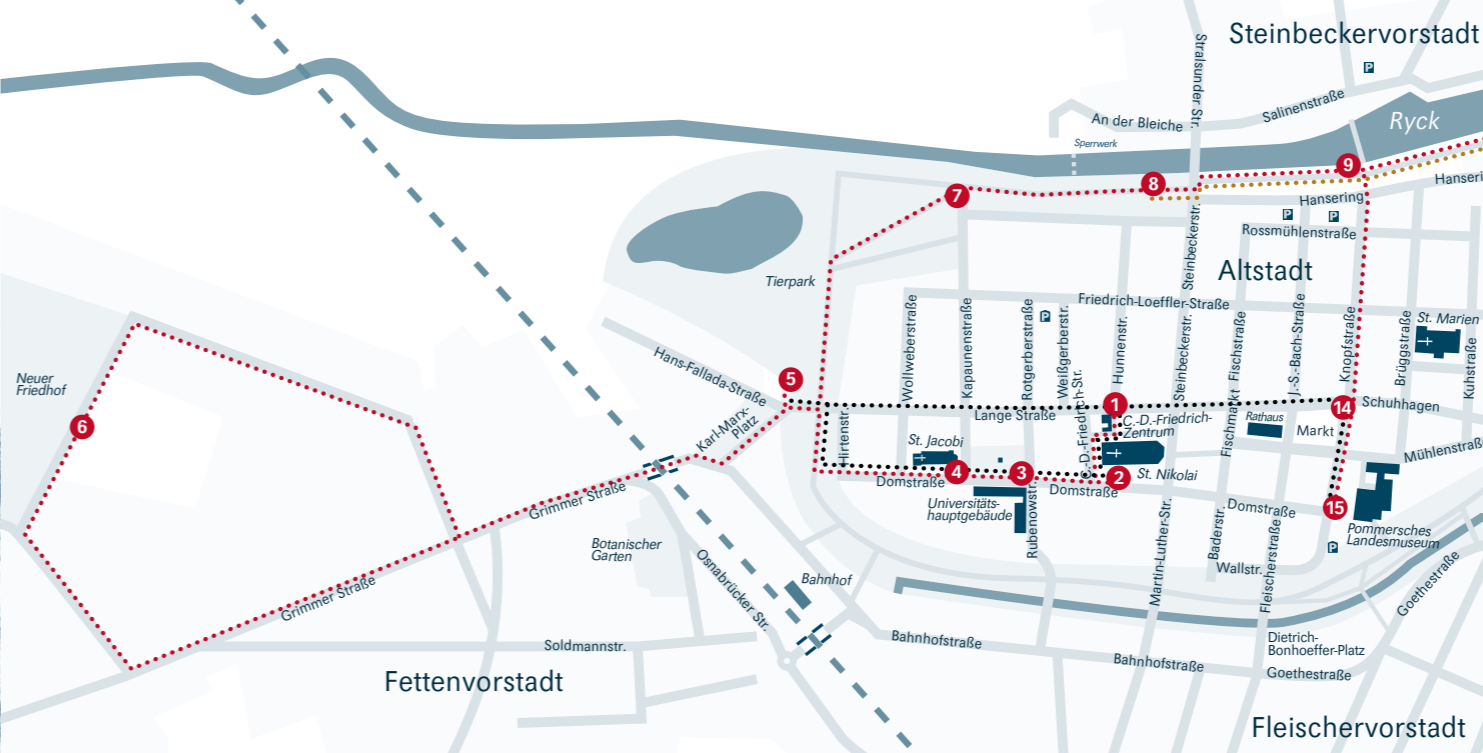 Steinbeckervorstadt
P
Stralsunder Str.
Salinenstraße
An der Bleiche
Ryck
Sperrwerk
9
8
7
Hansering
Hanseri
P
P
Rossmühlenstraße
Steinbeckerstr.
Altstadt
Tierpark
Friedrich-Loeffler-Straße
Wollweberstraße
Kapaunenstraße
Rotgerberstraße
P
Weißgerberstr.
Hunnenstr.
Steinbeckerstr.
Fischstraße
J.-S.-Bach-Straße
Knopfstraße
Brüggstraße
St. Marien
Kuhstraße
Hans-Fallada-Straße
5
Neuer
Friedhof
6
Karl-Marx-
Platz
Hirtenstr.
Lange Straße
C.-D.-Friedrich-Str.
1
C.-D.-Friedrich-
Zentrum
Fischmarkt
Rathaus
Markt
14
Schuhhagen
Mühlenstraße
St. Jacobi
4
3
2
St. Nikolai
Domstraße
Domstraße
Domstraße
15
Universitäts-
hauptgebäude
Rubenowstr.
Martin-Luther-Str.
Baderstr.
Fleischerstraße
Pommersches
Landesmuseum
P
Wallstr.
Grimmer Straße
Botanischer
Garten
Osnabrücker Str.
Bahnhof
Grimmer Straße
Goethestraße
Soldmannstr.
Bahnhofstraße
Bahnhofstraße
Dietrich-
Bonhoeffer-Platz
Goethestraße
Fettenvorstadt
Fleischervorstadt